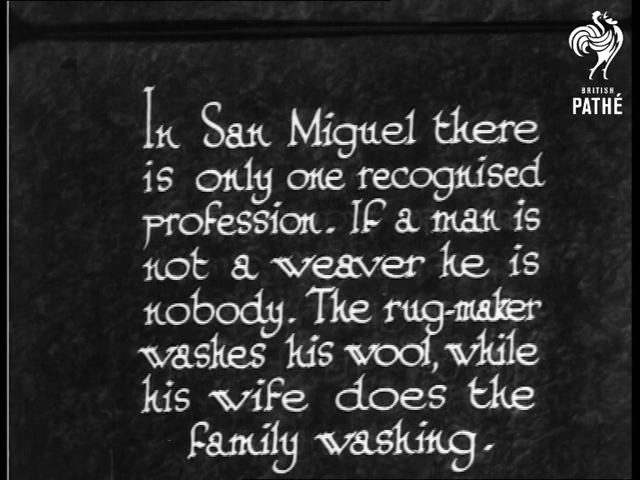 BRITISH
PATHÉ
In San Miguel there
is only one recognised
profession. If a man is
not a weaver he is
nobody. The rug-maker
washes his wool, while
his wife does the
family washing.